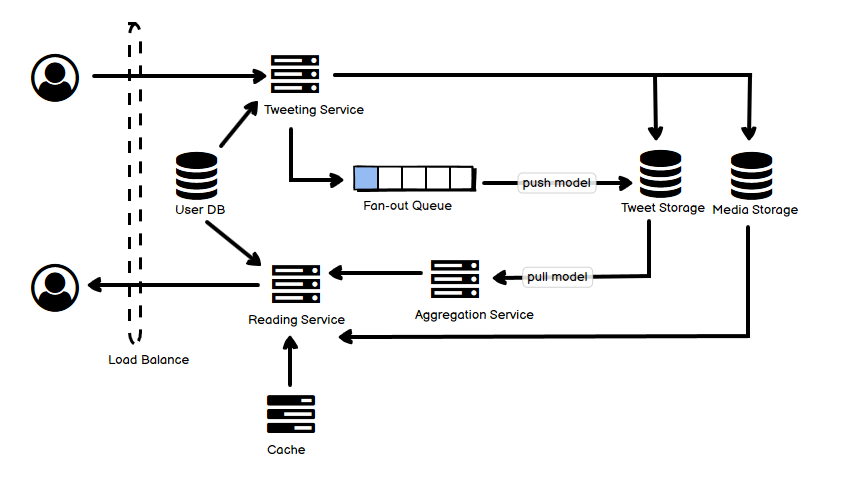 Tweeting Service
push model
User DB
Fan-out Queue
Tweet Storage
Media Storage
pull model
Reading Service
Aggregation Service
Load Balance
Cache